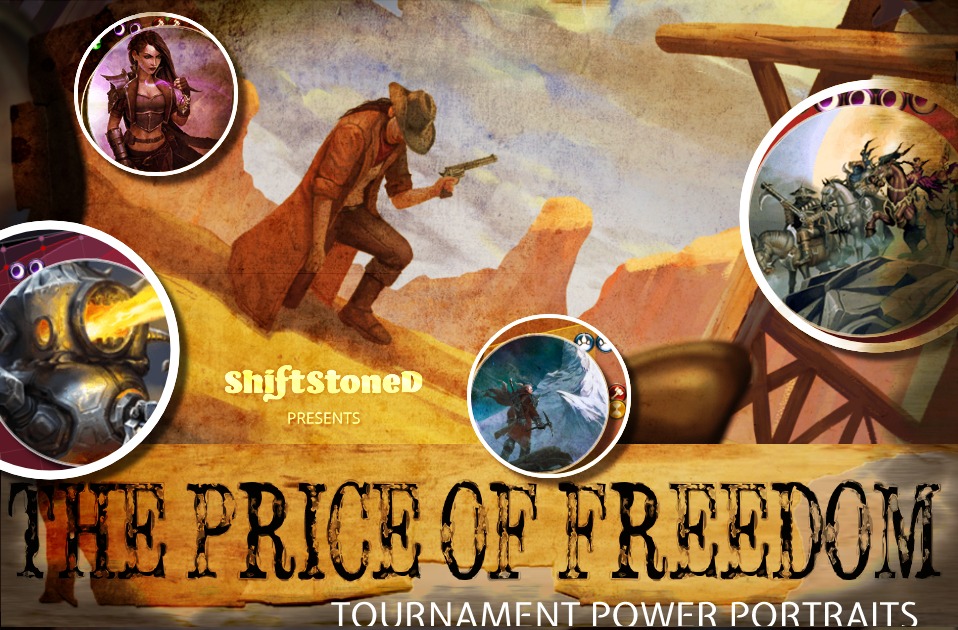 ShiftStoneD
PRESENTS
THE PRICE OF FREEDOM
TOURNAMENT POWER PORTRAITS